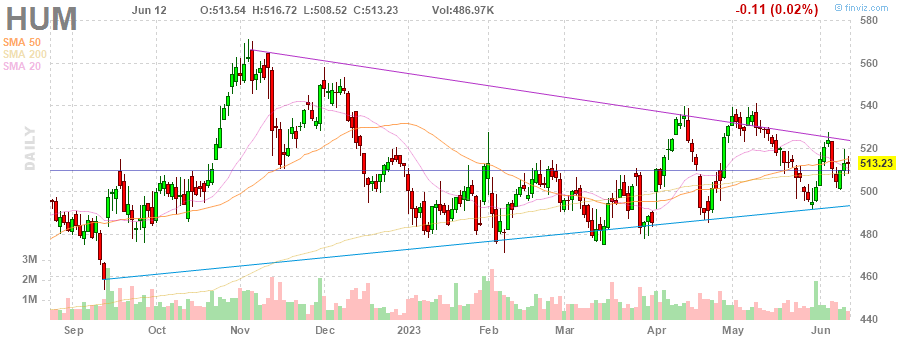 HUM Jun 12 O:513.54 H:516.72 L:508.52 C:513.23 Vol:486.97K -0.11 (0.02%) © finviz.com
SMA 50
SMA 200
SMA 20
DAILY
580
560
540
520
513.23
500
480
460
440
3M
2M
1M
Sep Oct Nov Dec 2023 Feb Mar Apr May Jun